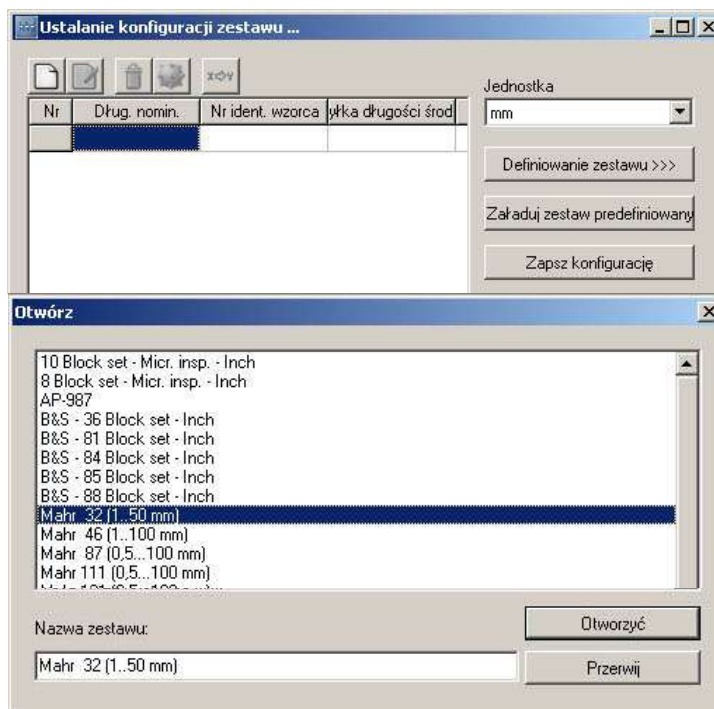 Ustalanie konfiguracji zestawu ...
Jednostka
Nr Dług. nomin. Nr ident. wzorca yłka długości środ
mm
Definiowanie zestawu >>>
Załaduj zestaw predefiniowany
Zapsz konfigurację
Otwórz
10 Block set - Micr. insp. - Inch
8 Block set - Micr. insp. - Inch
AP-987
B&S - 36 Block set - Inch
B&S - 81 Block set - Inch
B&S - 84 Block set - Inch
B&S - 85 Block set - Inch
B&S - 88 Block set - Inch
Mahr 32 (1..50 mm)
Mahr 46 (1..100 mm)
Mahr 87 (0,5...100 mm)
Mahr 111 (0,5...100 mm)
Nazwa zestawu:
Otworzyć
Mahr 32 (1..50 mm)
Przerwij